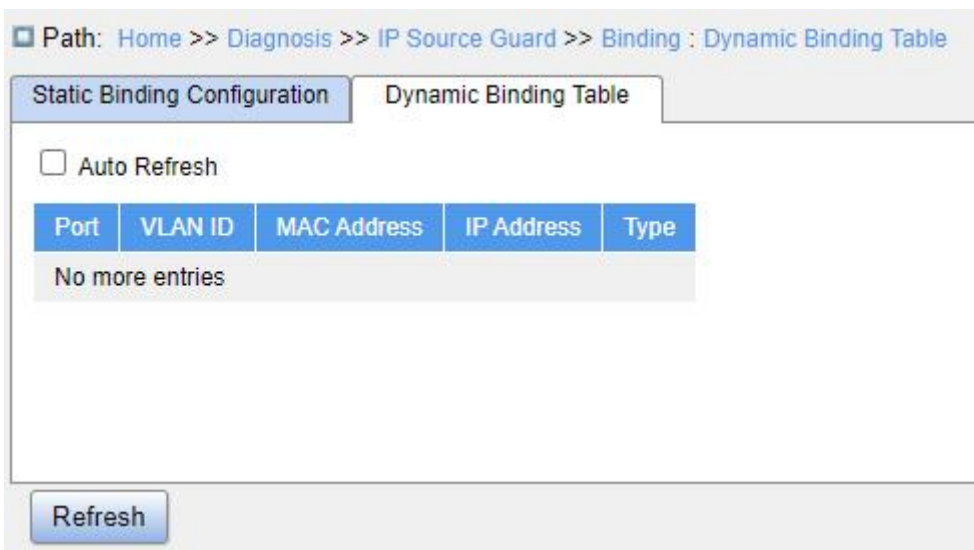 Path: Home >> Diagnosis >> IP Source Guard >> Binding : Dynamic Binding Table
Static Binding Configuration Dynamic Binding Table
Auto Refresh
Port VLAN ID MAC Address IP Address Type
No more entries
Refresh